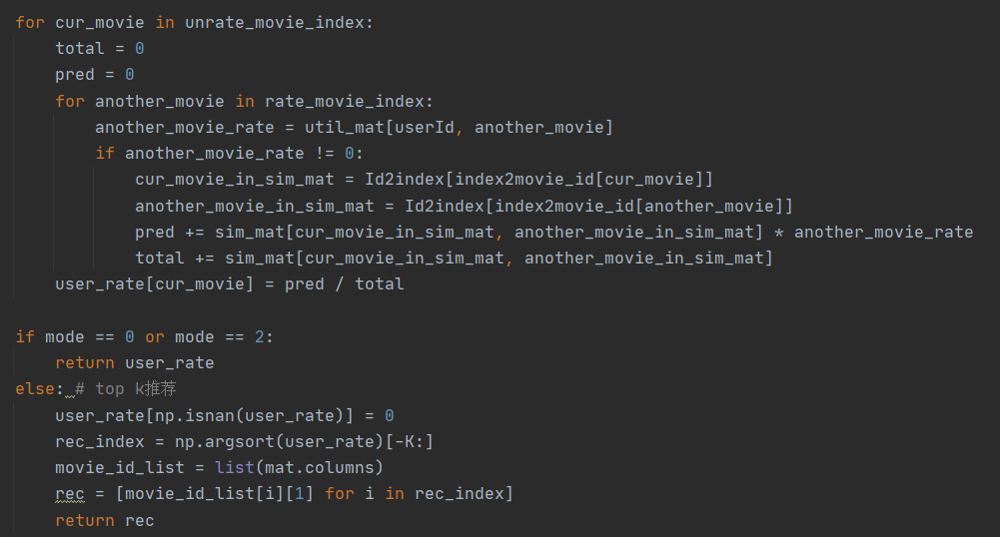 for cur_movie in unrate_movie_index:
    total = 0
    pred = 0
    for another_movie in rate_movie_index:
        another_movie_rate = util_mat[userId, another_movie]
        if another_movie_rate != 0:
            cur_movie_in_sim_mat = Id2index[index2movie_id[cur_movie]]
            another_movie_in_sim_mat = Id2index[index2movie_id[another_movie]]
            pred += sim_mat[cur_movie_in_sim_mat, another_movie_in_sim_mat] * another_movie_rate
            total += sim_mat[cur_movie_in_sim_mat, another_movie_in_sim_mat]
    user_rate[cur_movie] = pred / total

if mode == 0 or mode == 2:
    return user_rate
else: # top k推荐
    user_rate[np.isnan(user_rate)] = 0
    rec_index = np.argsort(user_rate)[-K:]
    movie_id_list = list(mat.columns)
    rec = [movie_id_list[i][1] for i in rec_index]
    return rec